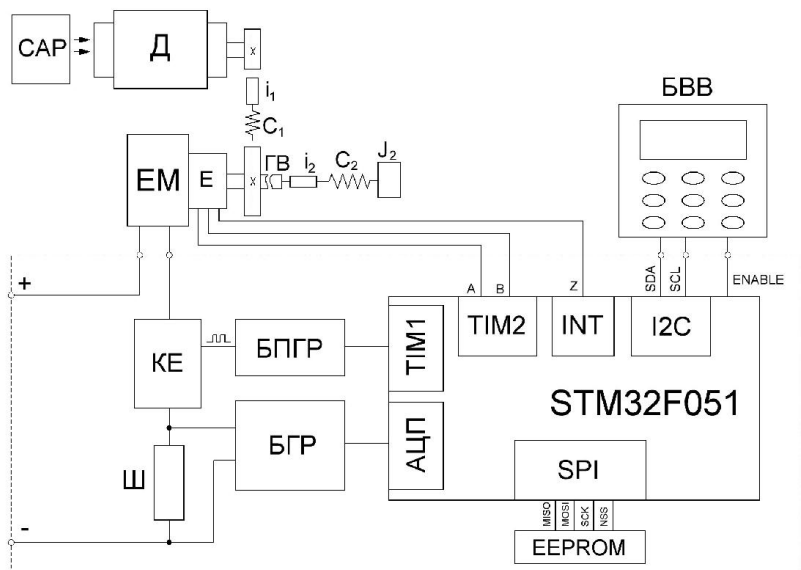 САР
Д
i1
C1
БВВ
ЕМ
Е
ГВ
i2
C2
J2
+
A
B
Z
SDA
SCL
ENABLE
КЕ
БПГР
TIM1
TIM2
INT
I2C
STM32F051
БГР
АЦП
Ш
SPI
MISO
MOSI
SCK
NSS
-
EEPROM